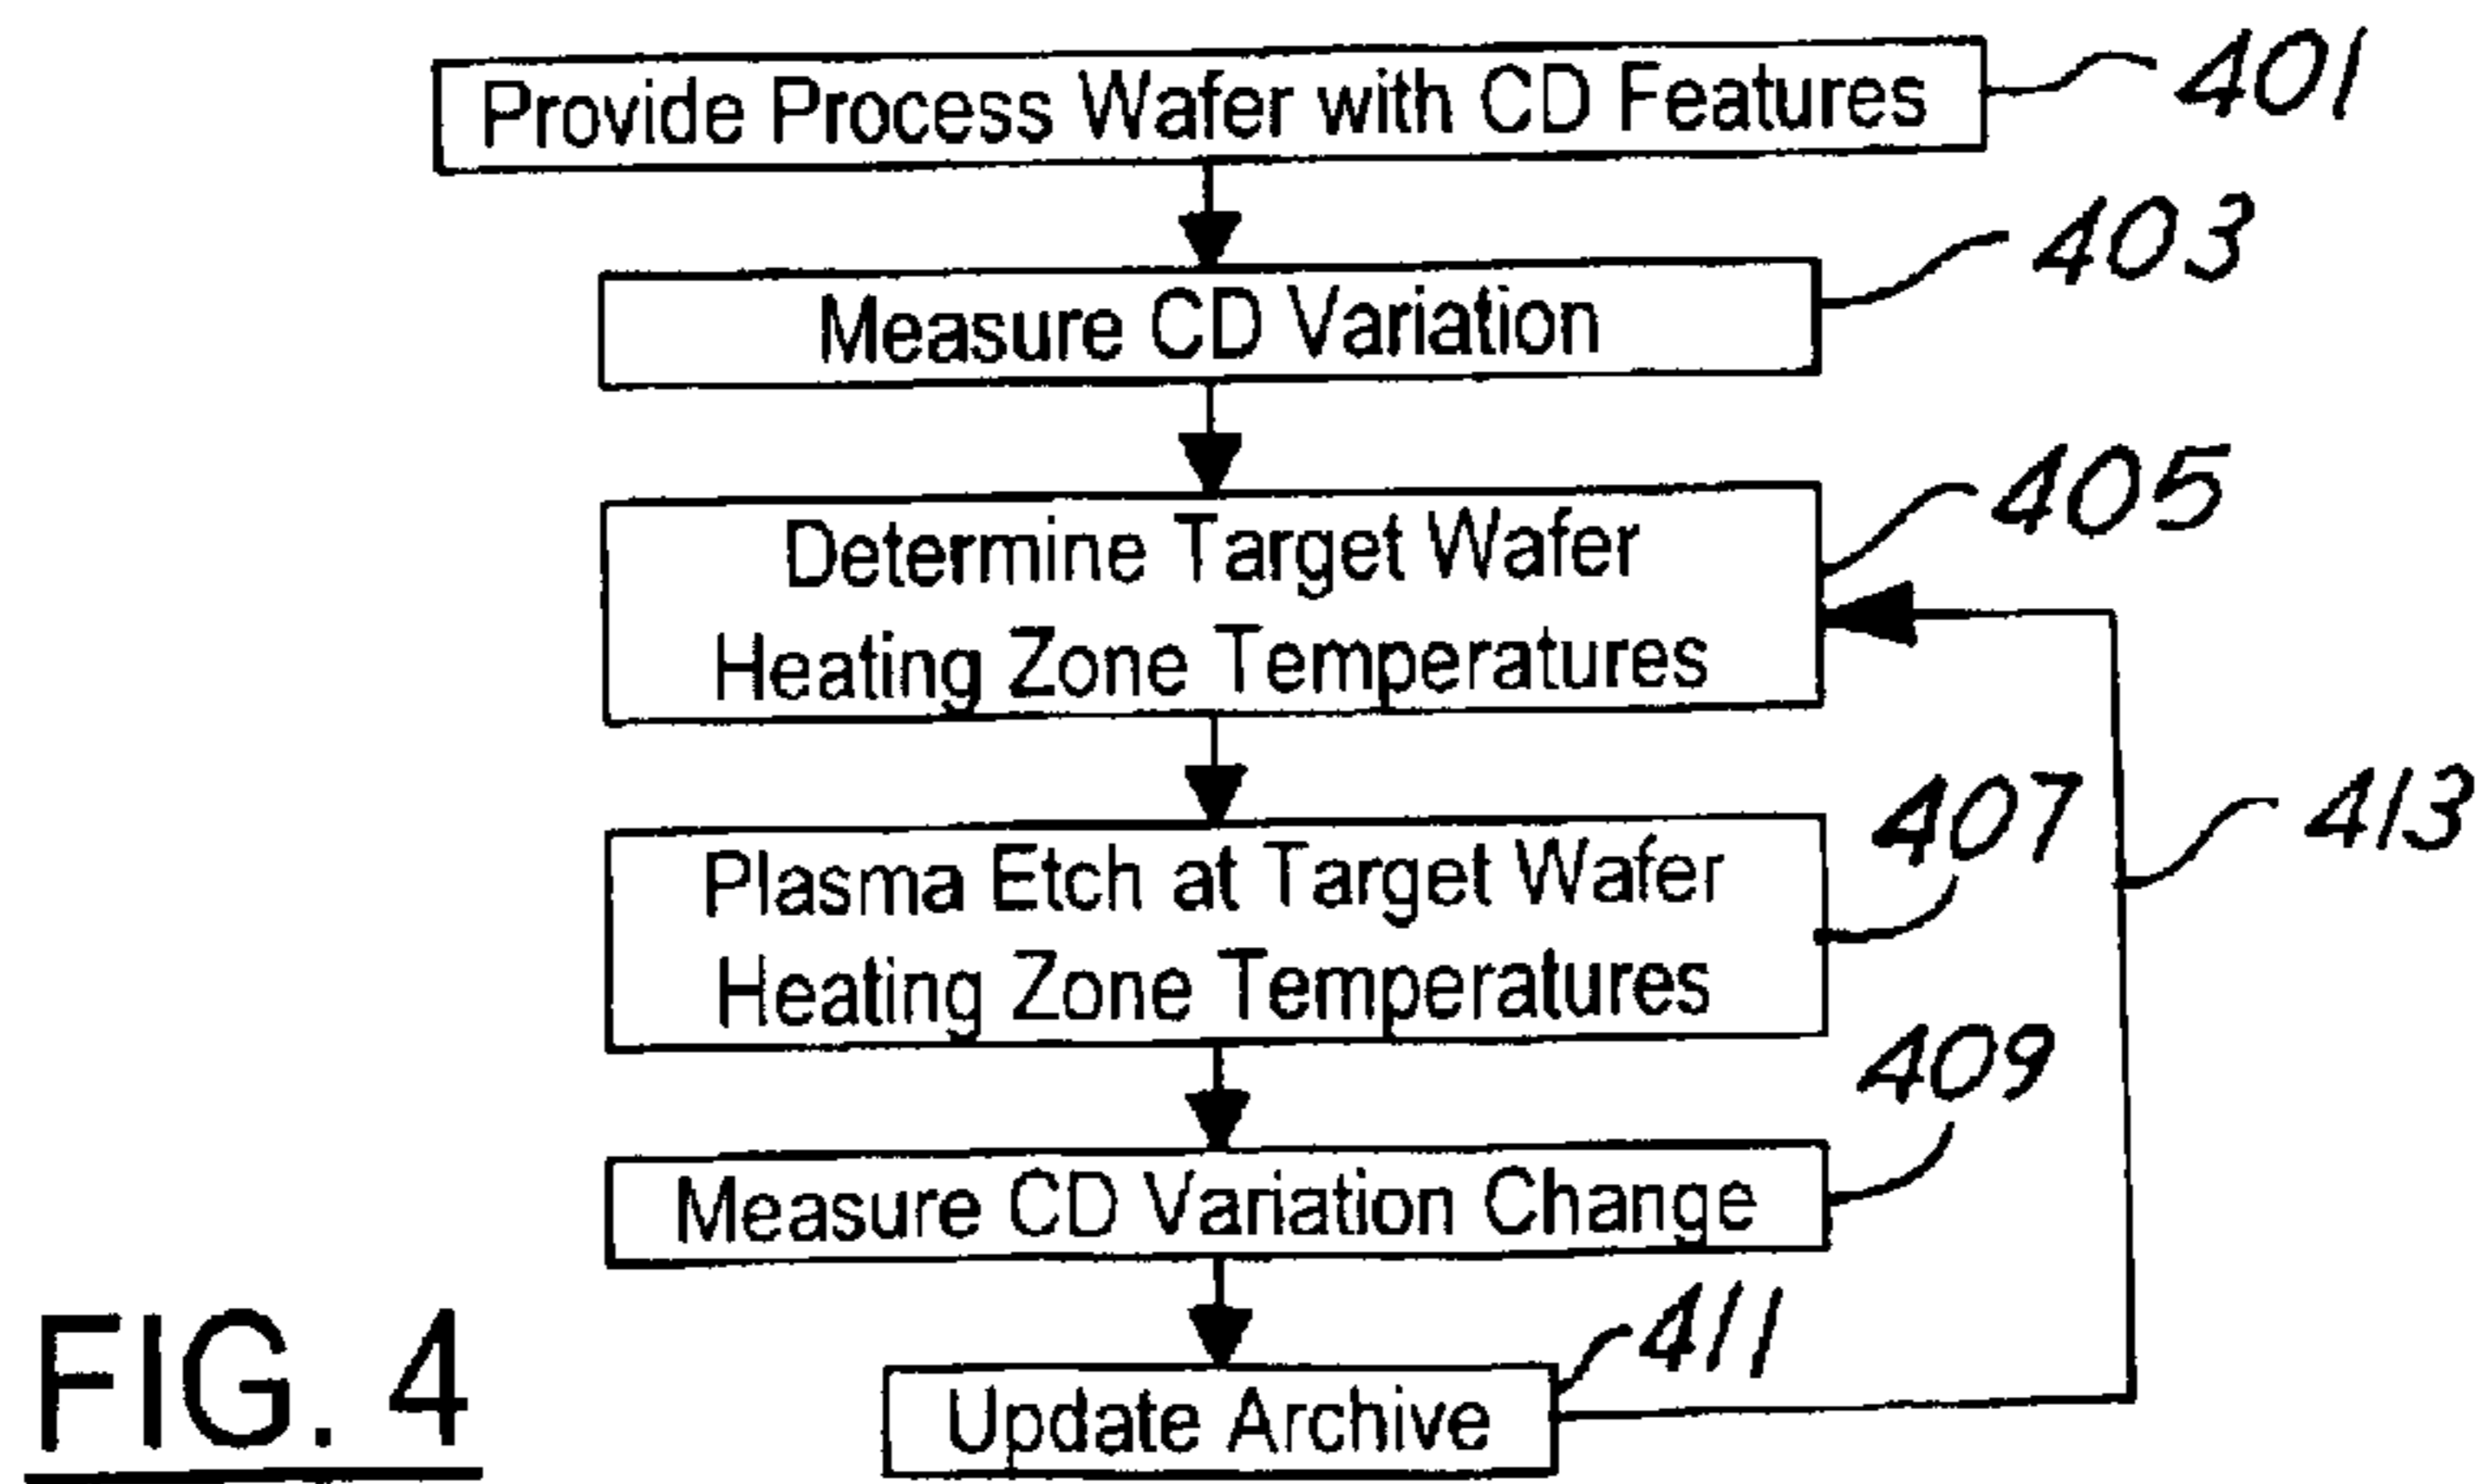 Provide Process Wafer with CD Features
401
Measure CD Variation
403
Determine Target Wafer
Heating Zone Temperatures
405
Plasma Etch at Target Wafer
Heating Zone Temperatures
407
413
Measure CD Variation Change
409
Update Archive
411
FIG. 4